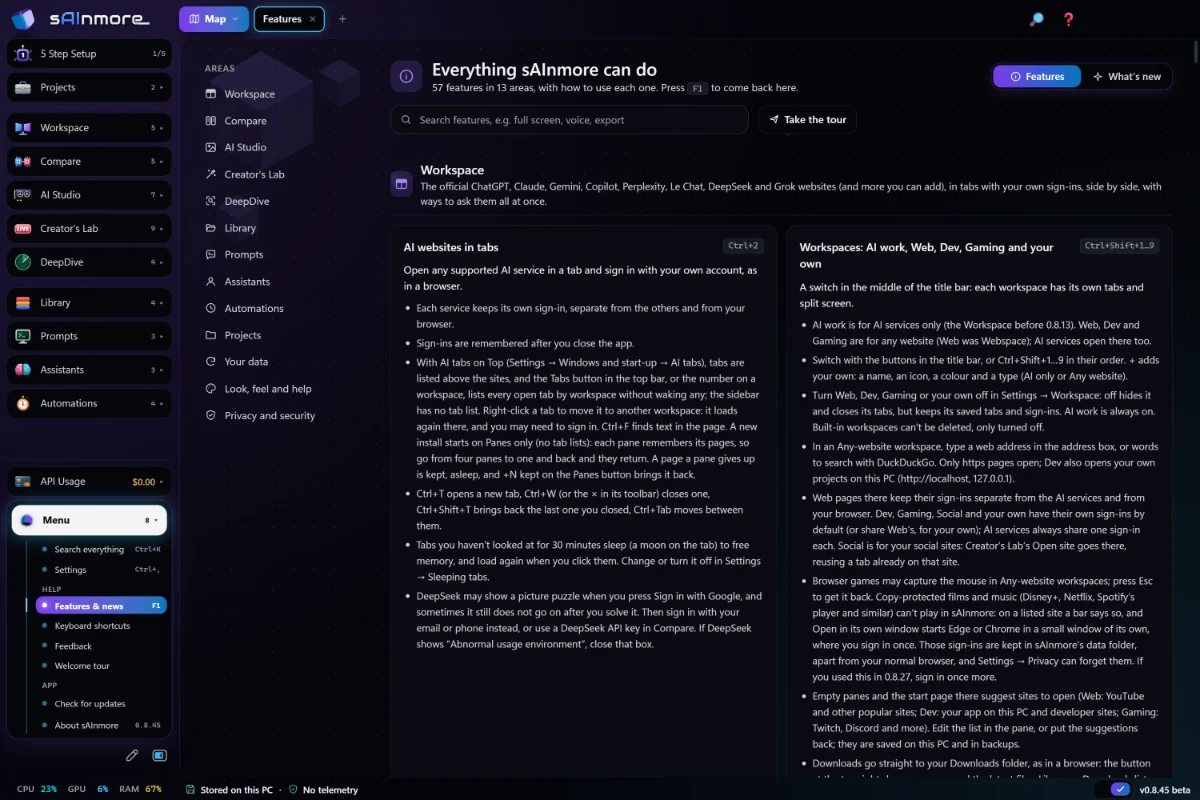 sAInmore
Map
Features ×
+
?
5 Step Setup 1/5
Projects 2
Workspace 5
Compare 5
AI Studio 7
Creator's Lab 9
DeepDive 4
Library 4
Prompts 3
Assistants 3
Automations 4
API Usage $0.00
Menu 8
Search everything Ctrl+K
Settings Ctrl+,
HELP
Features & news F1
Keyboard shortcuts
Feedback
Welcome tour
APP
Check for updates
About sAInmore 0.8.45
AREAS
Workspace
Compare
AI Studio
Creator's Lab
DeepDive
Library
Prompts
Assistants
Automations
Projects
Your data
Look, feel and help
Privacy and security
Everything sAInmore can do
57 features in 13 areas, with how to use each one. Press F1 to come back here.
Features
What's new
Search features, e.g. full screen, voice, export
Take the tour
Workspace
The official ChatGPT, Claude, Gemini, Copilot, Perplexity, Le Chat, DeepSeek and Grok websites (and more you can add), in tabs with your own sign-ins, side by side, with
ways to ask them all at once.
AI websites in tabs Ctrl+2
Open any supported AI service in a tab and sign in with your own account, as
in a browser.
• Each service keeps its own sign-in, separate from the others and from your
browser.
• Sign-ins are remembered after you close the app.
• With AI tabs on Top (Settings → Windows and start-up → AI tabs), tabs are
listed above the sites, and the Tabs button in the top bar, or the number on a
workspace, lists every open tab by workspace without waking any; the sidebar
has no tab list. Right-click a tab to move it to another workspace: it loads
again there, and you may need to sign in. Ctrl+F finds text in the page. A new
install starts on Panes only (no tab lists): each pane remembers its pages, so
go from four panes to one and back and they return. A page a pane gives up
is kept, asleep, and +N kept on the Panes button brings it back.
• Ctrl+T opens a new tab, Ctrl+W (or the × in its toolbar) closes one,
Ctrl+Shift+T brings back the last one you closed, Ctrl+Tab moves between
them.
• Tabs you haven't looked at for 30 minutes sleep (a moon on the tab) to free
memory, and load again when you click them. Change or turn it off in Settings
→ Sleeping tabs.
• DeepSeek may show a picture puzzle when you press Sign in with Google, and
sometimes it still does not go on after you solve it. Then sign in with your
email or phone instead, or use a DeepSeek API key in Compare. If DeepSeek
shows “Abnormal usage environment”, close that box.
Workspaces: AI work, Web, Dev, Gaming and your Ctrl+Shift+1…9
own
A switch in the middle of the title bar: each workspace has its own tabs and
split screen.
• AI work is for AI services only (the Workspace before 0.8.13). Web, Dev and
Gaming are for any website (Web was Webspace); AI services open there too.
• Switch with the buttons in the title bar, or Ctrl+Shift+1…9 in their order. + adds
your own: a name, an icon, a colour and a type (AI only or Any website).
• Turn Web, Dev, Gaming or your own off in Settings → Workspace: off hides it
and closes its tabs, but keeps its saved tabs and sign-ins. AI work is always on.
Built-in workspaces can't be deleted, only turned off.
• In an Any-website workspace, type a web address in the address box, or words
to search with DuckDuckGo. Only https pages open; Dev also opens your own
projects on this PC (http://localhost, 127.0.0.1).
• Web pages there keep their sign-ins separate from the AI services and from
your browser. Dev, Gaming, Social and your own have their own sign-ins by
default (or share Web's, for your own); AI services always share one sign-in
each. Social is for your social sites: Creator's Lab's Open site goes there,
reusing a tab already on that site.
• Browser games may capture the mouse in Any-website workspaces; press Esc
to get it back. Copy-protected films and music (Disney+, Netflix, Spotify's
player and similar) can't play in sAInmore: on a listed site a bar says so, and
Open in its own window starts Edge or Chrome in a small window of its own,
where you sign in once. Those sign-ins are kept in sAInmore's data folder,
apart from your normal browser, and Settings → Privacy can forget them. If
you used this in 0.8.27, sign in once more.
• Empty panes and the start page there suggest sites to open (Web: YouTube
and other popular sites; Dev: your app on this PC and developer sites; Gaming:
Twitch, Discord and more). Edit the list in the pane, or put the suggestions
back; they are saved on this PC and in backups.
• Downloads go straight to your Downloads folder, as in a browser: the button
CPU 23% GPU 6% RAM 67%
Stored on this PC · No telemetry
v0.8.45 beta